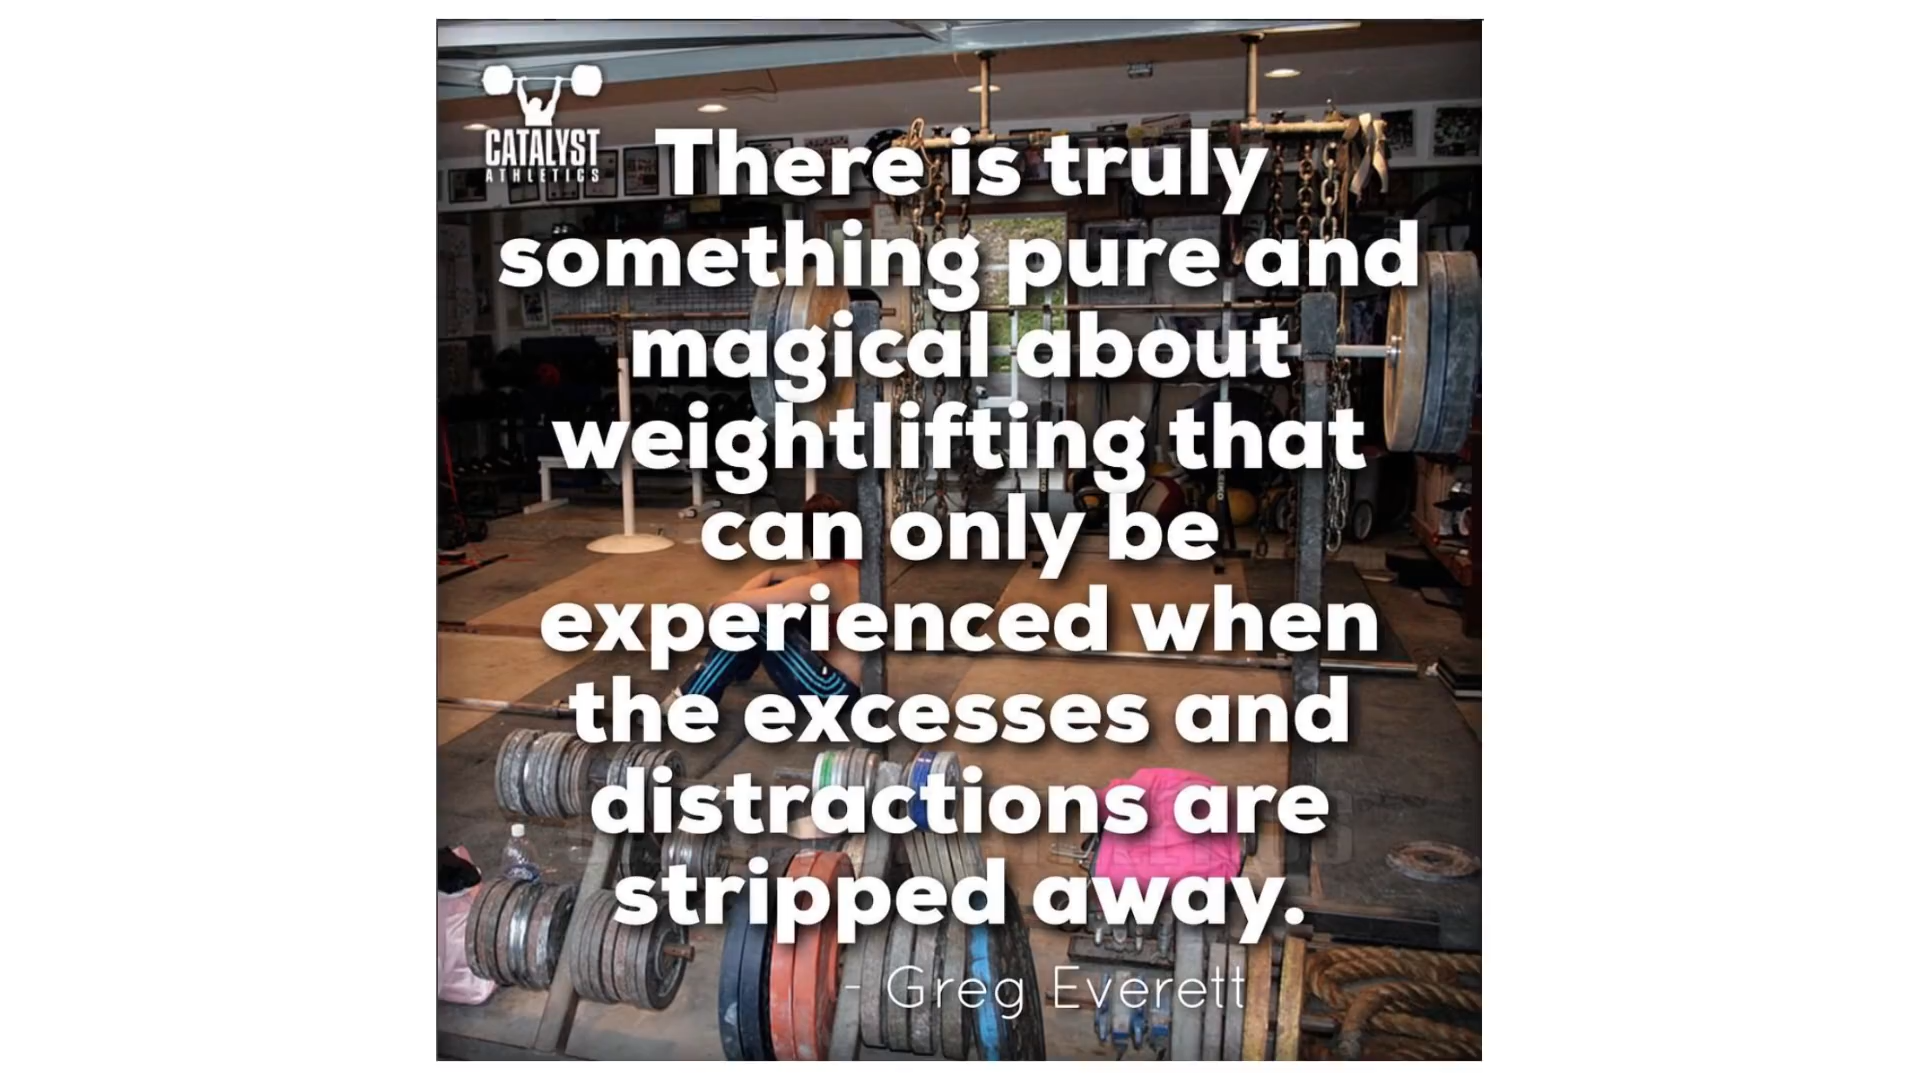 CATALYST
ATHLETICS
There is truly
something pure and
magical about
weightlifting that
can only be
experienced when
the excesses and
distractions are
stripped away.
- Greg Everett